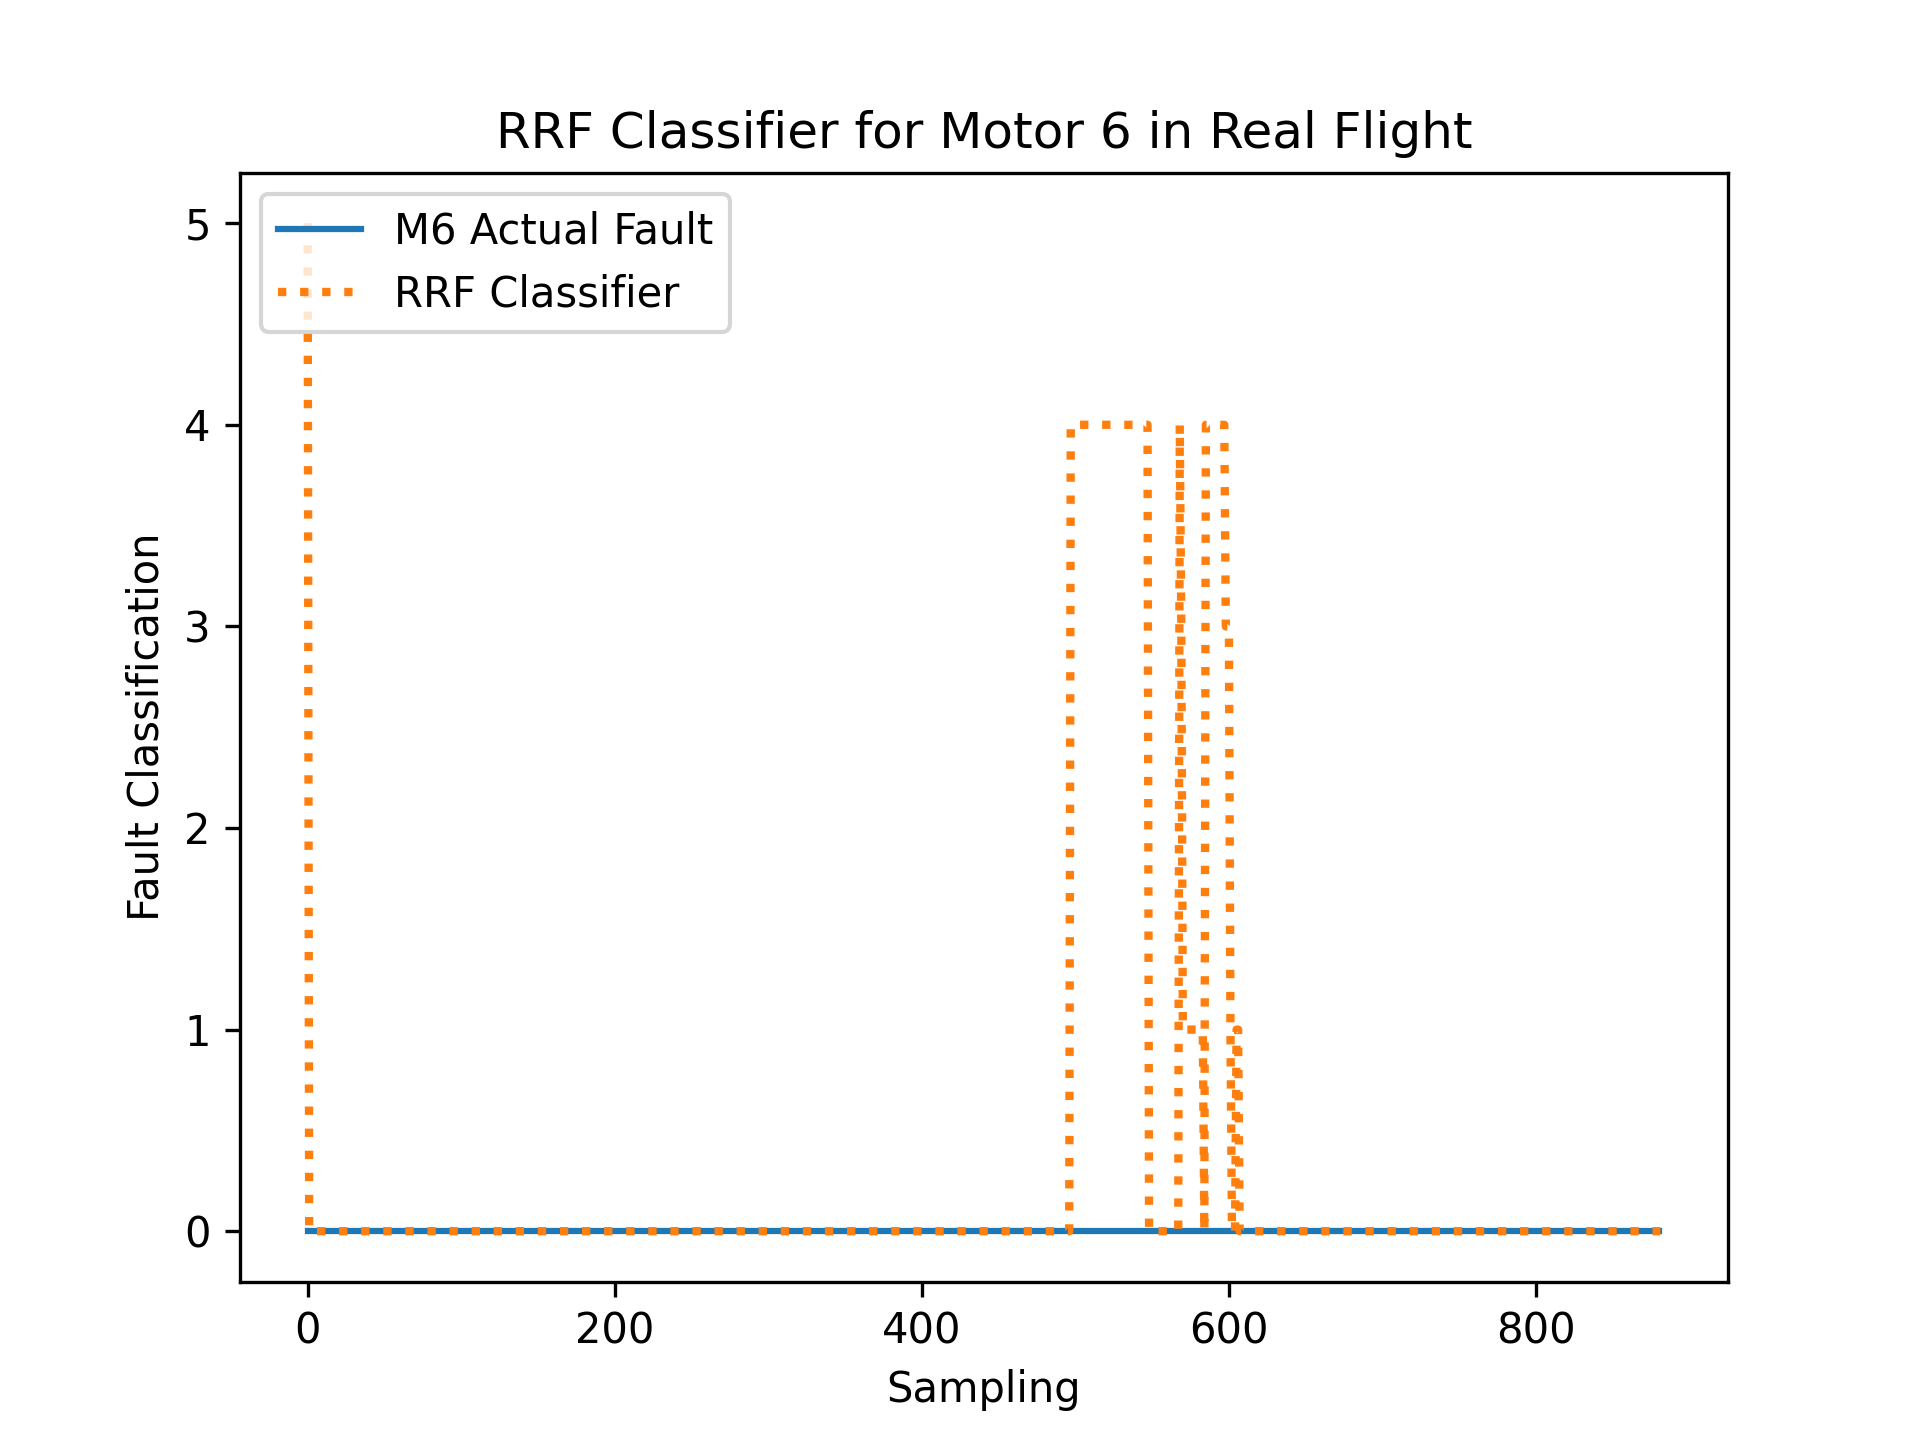 RRF Classifier for Motor 6 in Real Flight
M6 Actual Fault
RRF Classifier
5
4
3
2
1
0
Fault Classification
0 200 400 600 800
Sampling